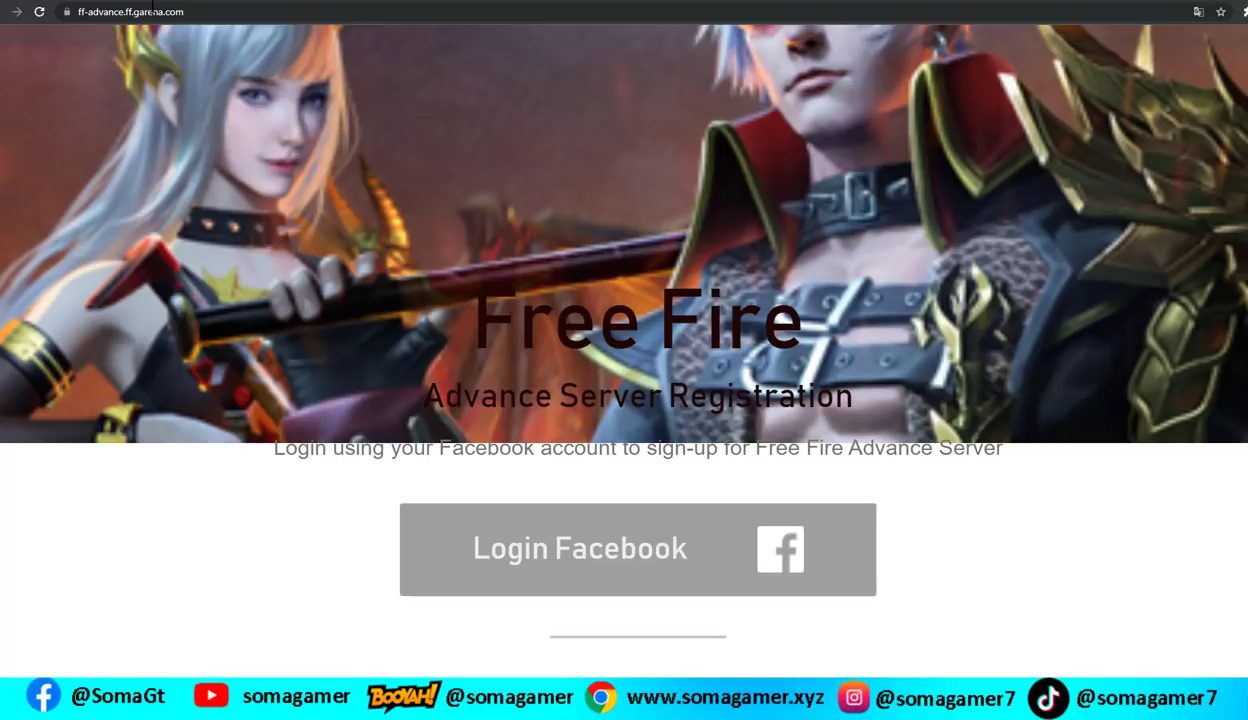 ff-advance.ff.garena.com
Free Fire
Advance Server Registration
Login using your Facebook account to sign-up for Free Fire Advance Server
Login Facebook
@SomaGt somagamer BOOYAH! @somagamer www.somagamer.xyz @somagamer7 @somagamer7